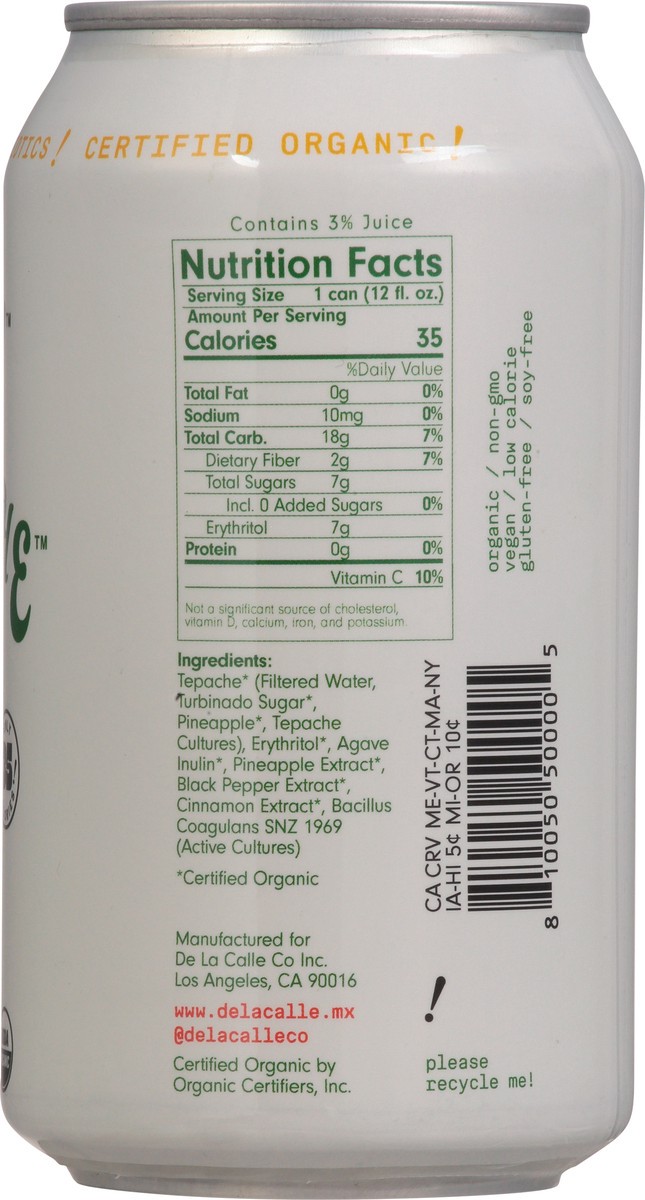 TICS! CERTIFIED ORGANIC!
Contains 3% Juice
Nutrition Facts
Serving Size 1 can (12 fl. oz.)
Amount Per Serving
Calories 35
%Daily Value
Total Fat 0g 0%
Sodium 10mg 0%
Total Carb. 18g 7%
Dietary Fiber 2g 7%
Total Sugars 7g
Incl. 0 Added Sugars 0%
Erythritol 7g
Protein 0g 0%
Vitamin C 10%
Not a significant source of cholesterol,
vitamin D, calcium, iron, and potassium.
organic / non-gmo
vegan / low calorie
gluten-free / soy-free
TM
Ingredients:
Tepache* (Filtered Water,
Turbinado Sugar*,
Pineapple*, Tepache
Cultures), Erythritol*, Agave
Inulin*, Pineapple Extract*,
Black Pepper Extract*,
Cinnamon Extract*, Bacillus
Coagulans SNZ 1969
(Active Cultures)
*Certified Organic
CA CRV ME-VT-CT-MA-NY
IA-HI 5¢ MI-OR 10¢
8 10050 50000 5
Manufactured for
De La Calle Co Inc.
Los Angeles, CA 90016
www.delacalle.mx
@delacalleco
Certified Organic by
Organic Certifiers, Inc.
!
please
recycle me!